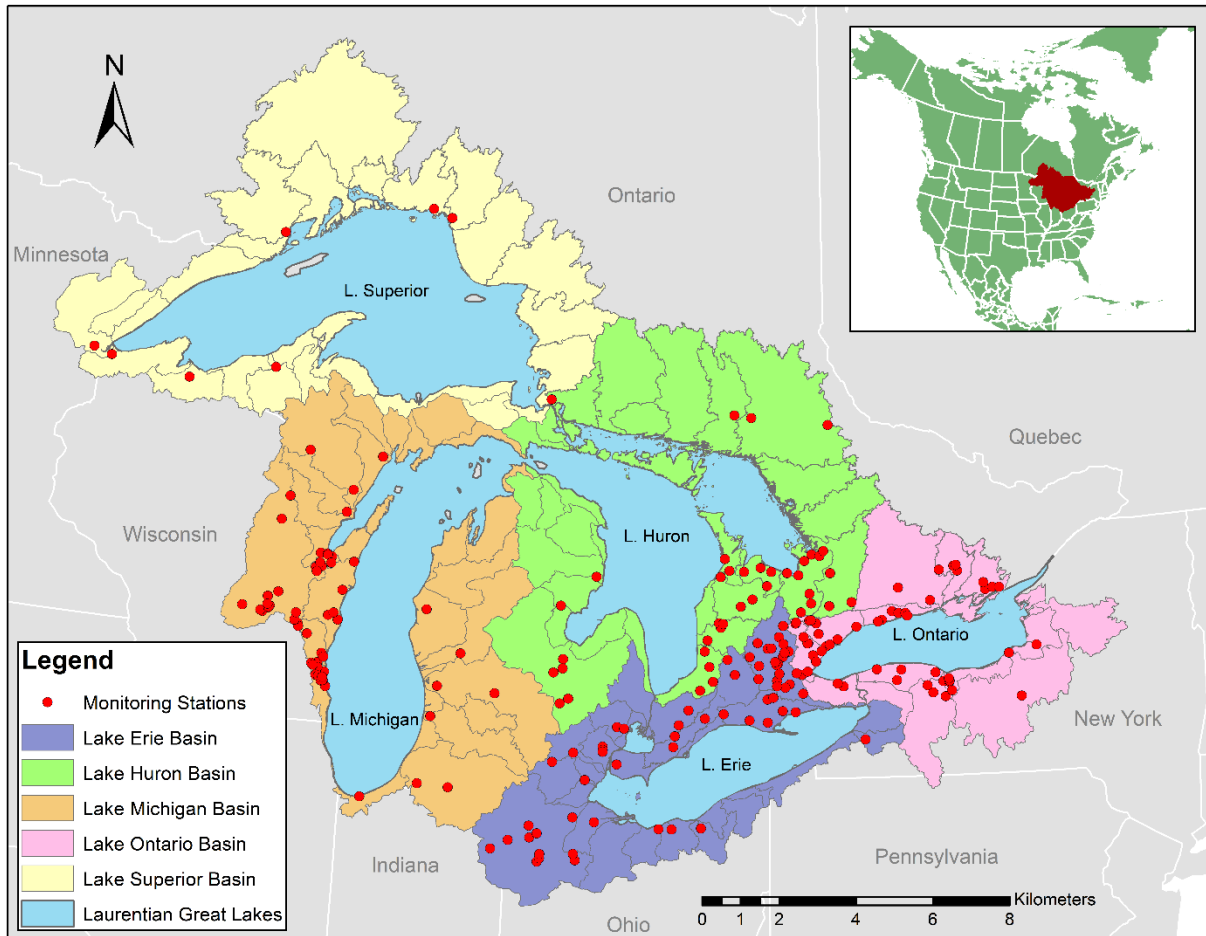 N
Ontario
Minnesota
L. Superior
Quebec
Wisconsin
L. Huron
L. Ontario
New York
L. Michigan
L. Erie
Indiana
Pennsylvania
Ohio
Legend
Monitoring Stations
Lake Erie Basin
Lake Huron Basin
Lake Michigan Basin
Lake Ontario Basin
Lake Superior Basin
Laurentian Great Lakes
Kilometers
0 1 2 4 6 8